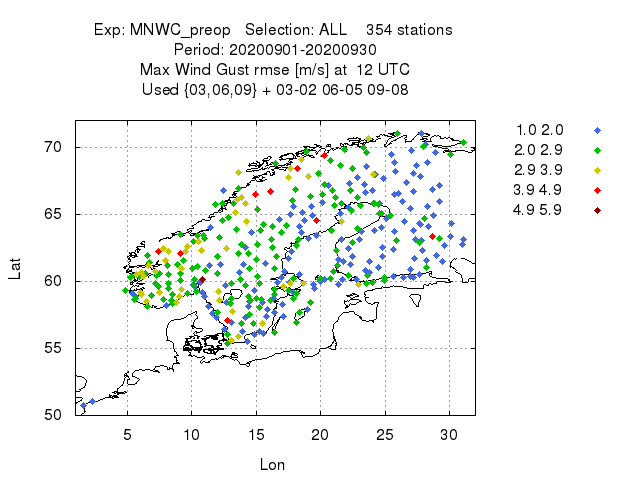 Exp: MNWC_preop   Selection: ALL    354 stations
Period: 20200901-20200930
Max Wind Gust rmse [m/s] at  12 UTC
Used {03,06,09} + 03-02 06-05 09-08
1.0 2.0
2.0 2.9
2.9 3.9
3.9 4.9
4.9 5.9
70
65
60
55
50
Lat
5 10 15 20 25 30
Lon